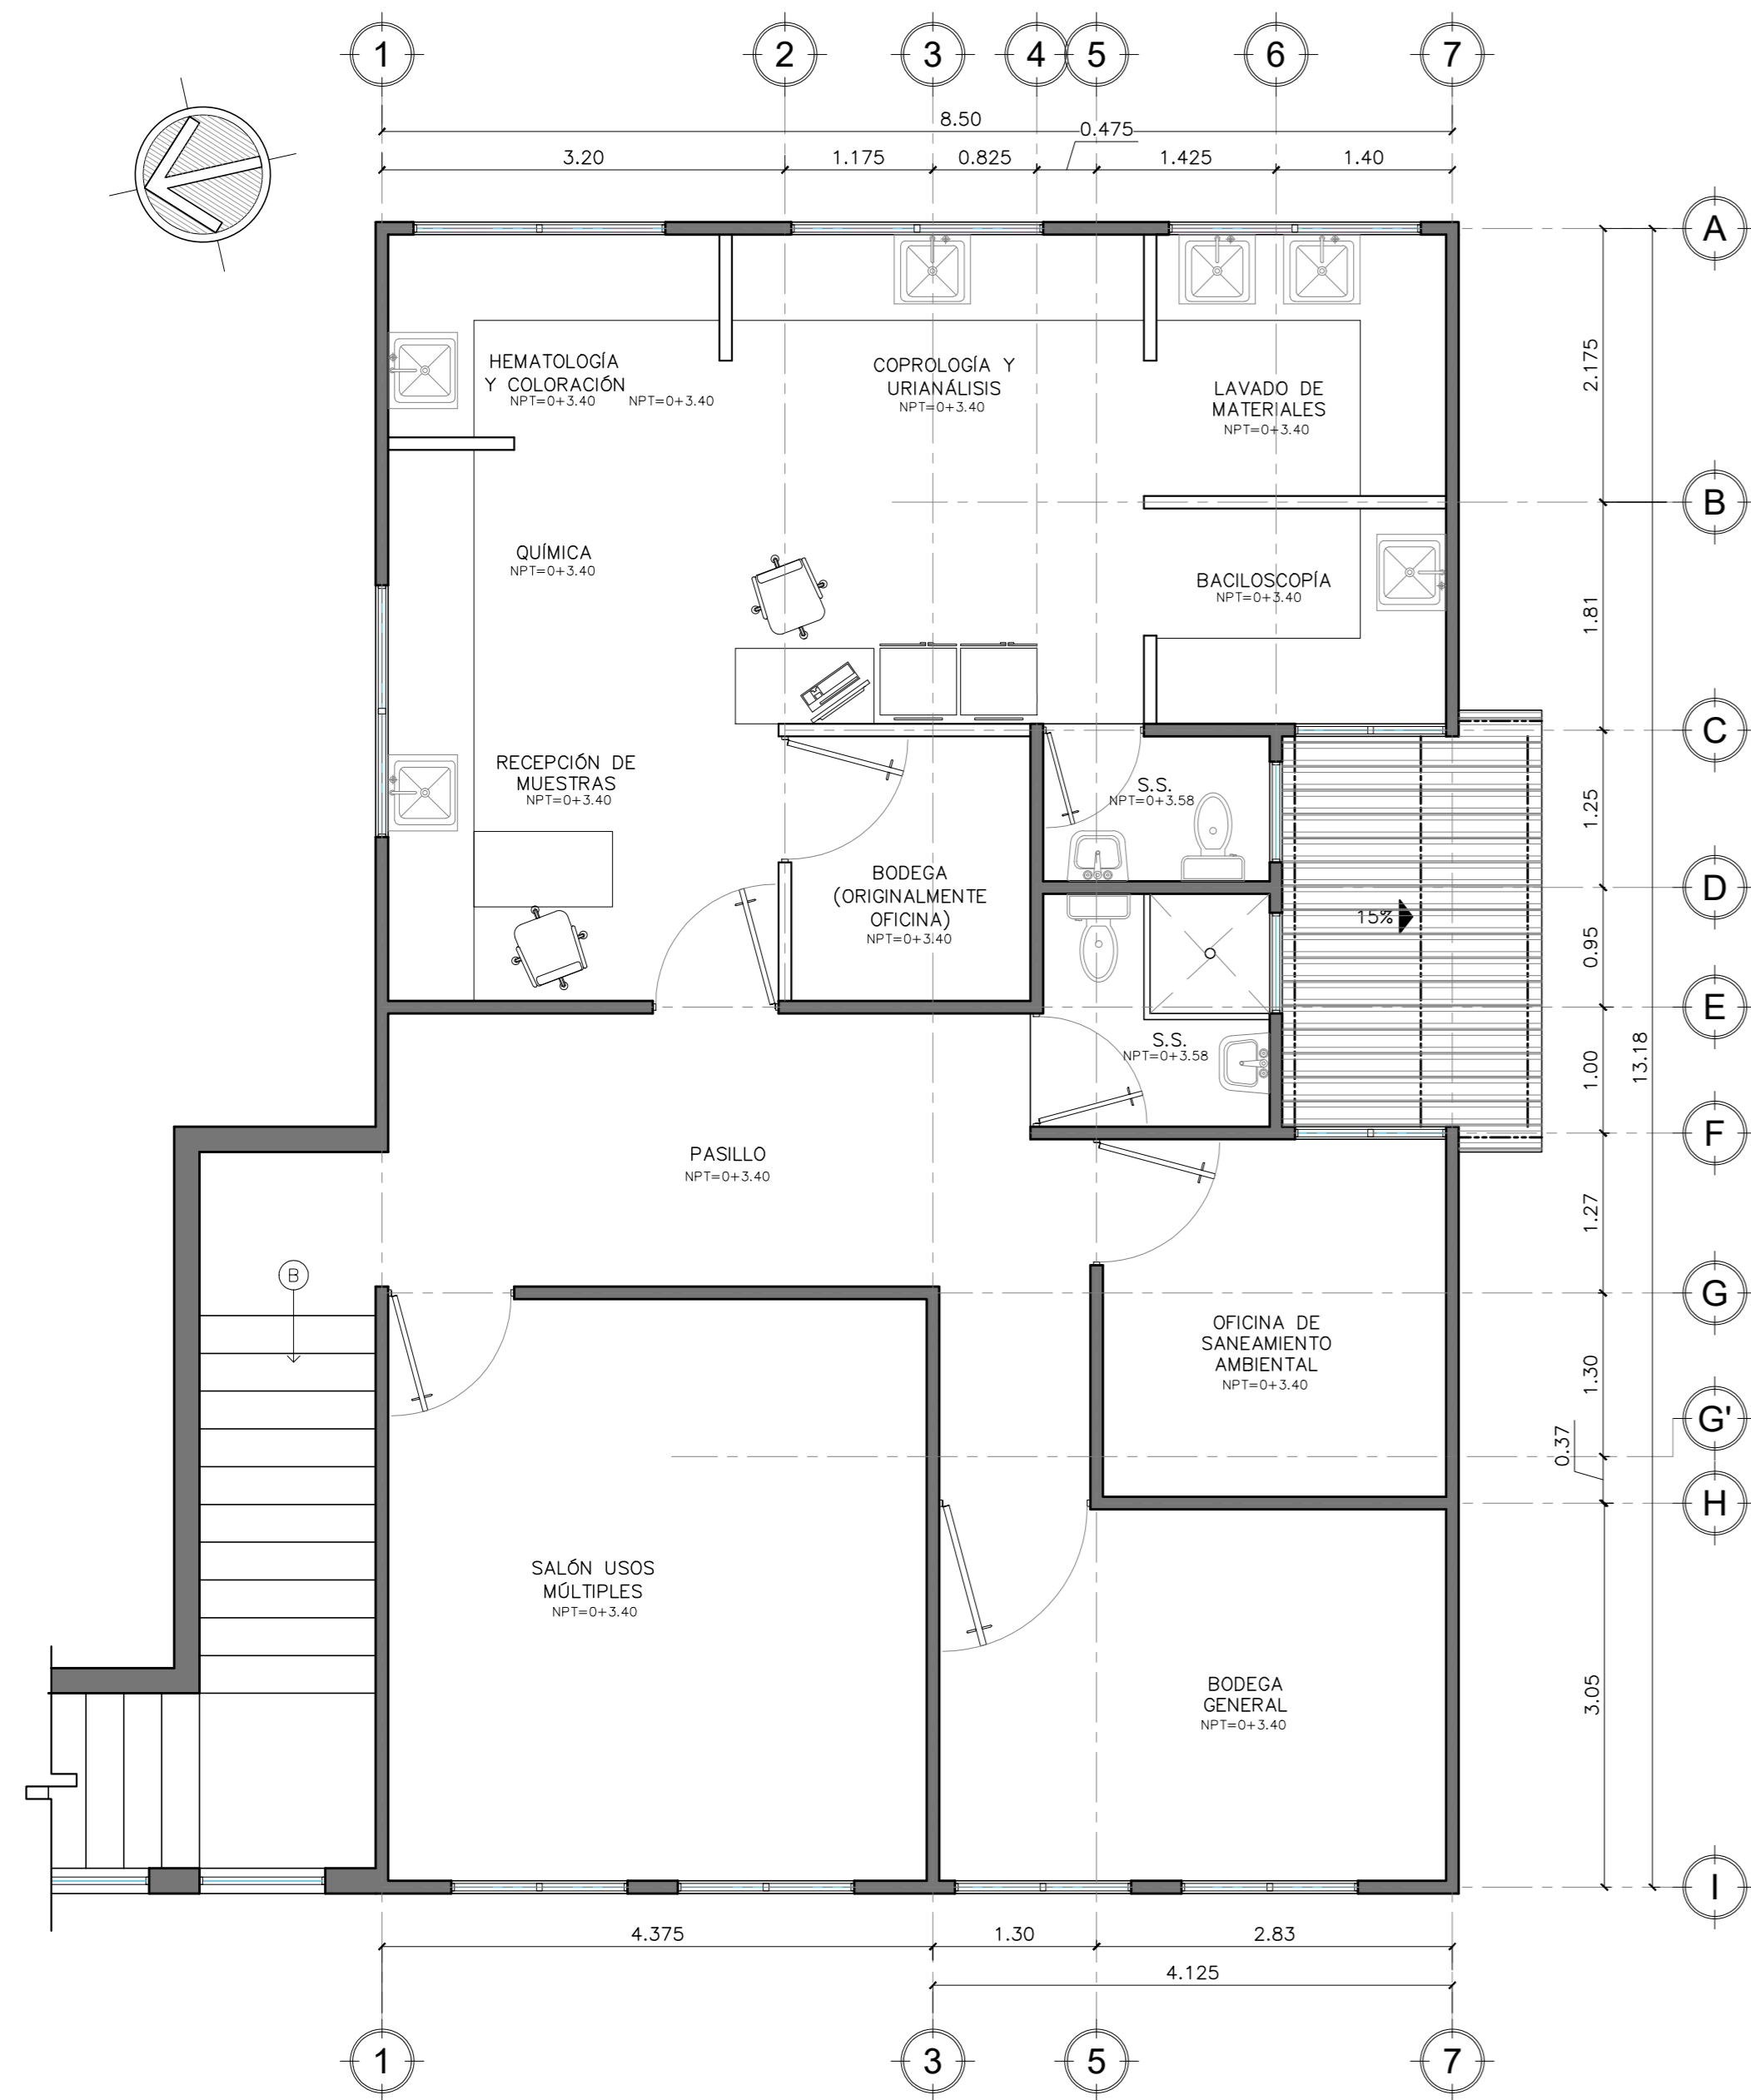 1 2 3 4 5 6 7
8.50
0.475
3.20 1.175 0.825 1.425 1.40
A
HEMATOLOGÍA
Y COLORACIÓN
NPT=0+3.40 NPT=0+3.40
COPROLOGÍA Y
URIANÁLISIS
NPT=0+3.40
LAVADO DE
MATERIALES
NPT=0+3.40
2.175
B
QUÍMICA
NPT=0+3.40
BACILOSCOPÍA
NPT=0+3.40
1.81
C
RECEPCIÓN DE
MUESTRAS
NPT=0+3.40
S.S.
NPT=0+3.58
1.25
D
BODEGA
(ORIGINALMENTE
OFICINA)
NPT=0+3.40
15%
0.95
E
S.S.
NPT=0+3.58
1.00
13.18
F
PASILLO
NPT=0+3.40
1.27
B
G
OFICINA DE
SANEAMIENTO
AMBIENTAL
NPT=0+3.40
1.30
G'
0.37
H
SALÓN USOS
MÚLTIPLES
NPT=0+3.40
BODEGA
GENERAL
NPT=0+3.40
3.05
I
4.375 1.30 2.83
4.125
1 3 5 7